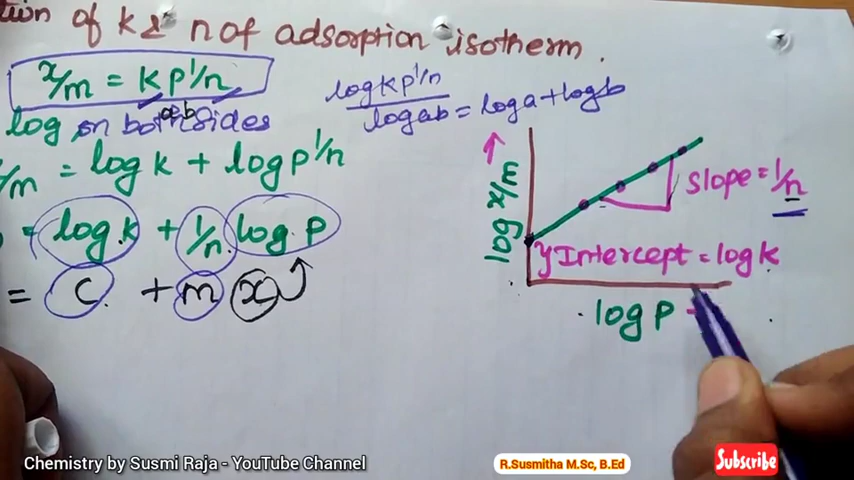 tion of k & n of adsorption isotherm.
x/m = k p^1/n
a b
log on both sides
/m = log k + log p^1/n
= log k + 1/n log p
= c + m x
log k p^1/n
log ab = log a + log b
log x/m
slope = 1/n
y Intercept = log k
log p
Chemistry by Susmi Raja - YouTube Channel
R.Susmitha M.Sc, B.Ed
Subscribe